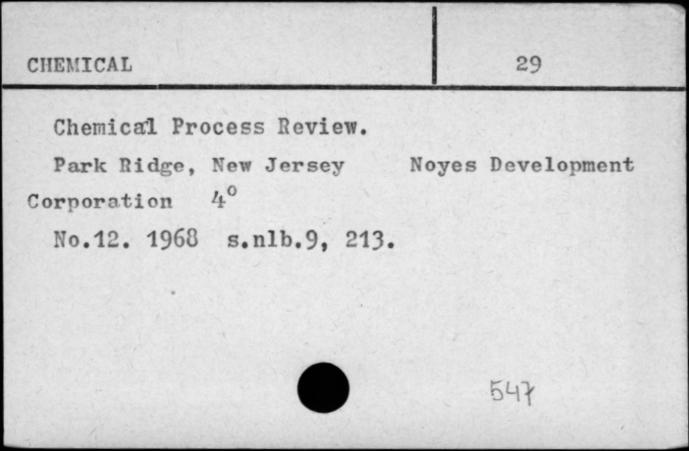 CHEMICAL 29
Chemical Process Review.
Park Ridge, New Jersey Noyes Development
Corporation 4º
No.12. 1968 s.nlb.9, 213.
547